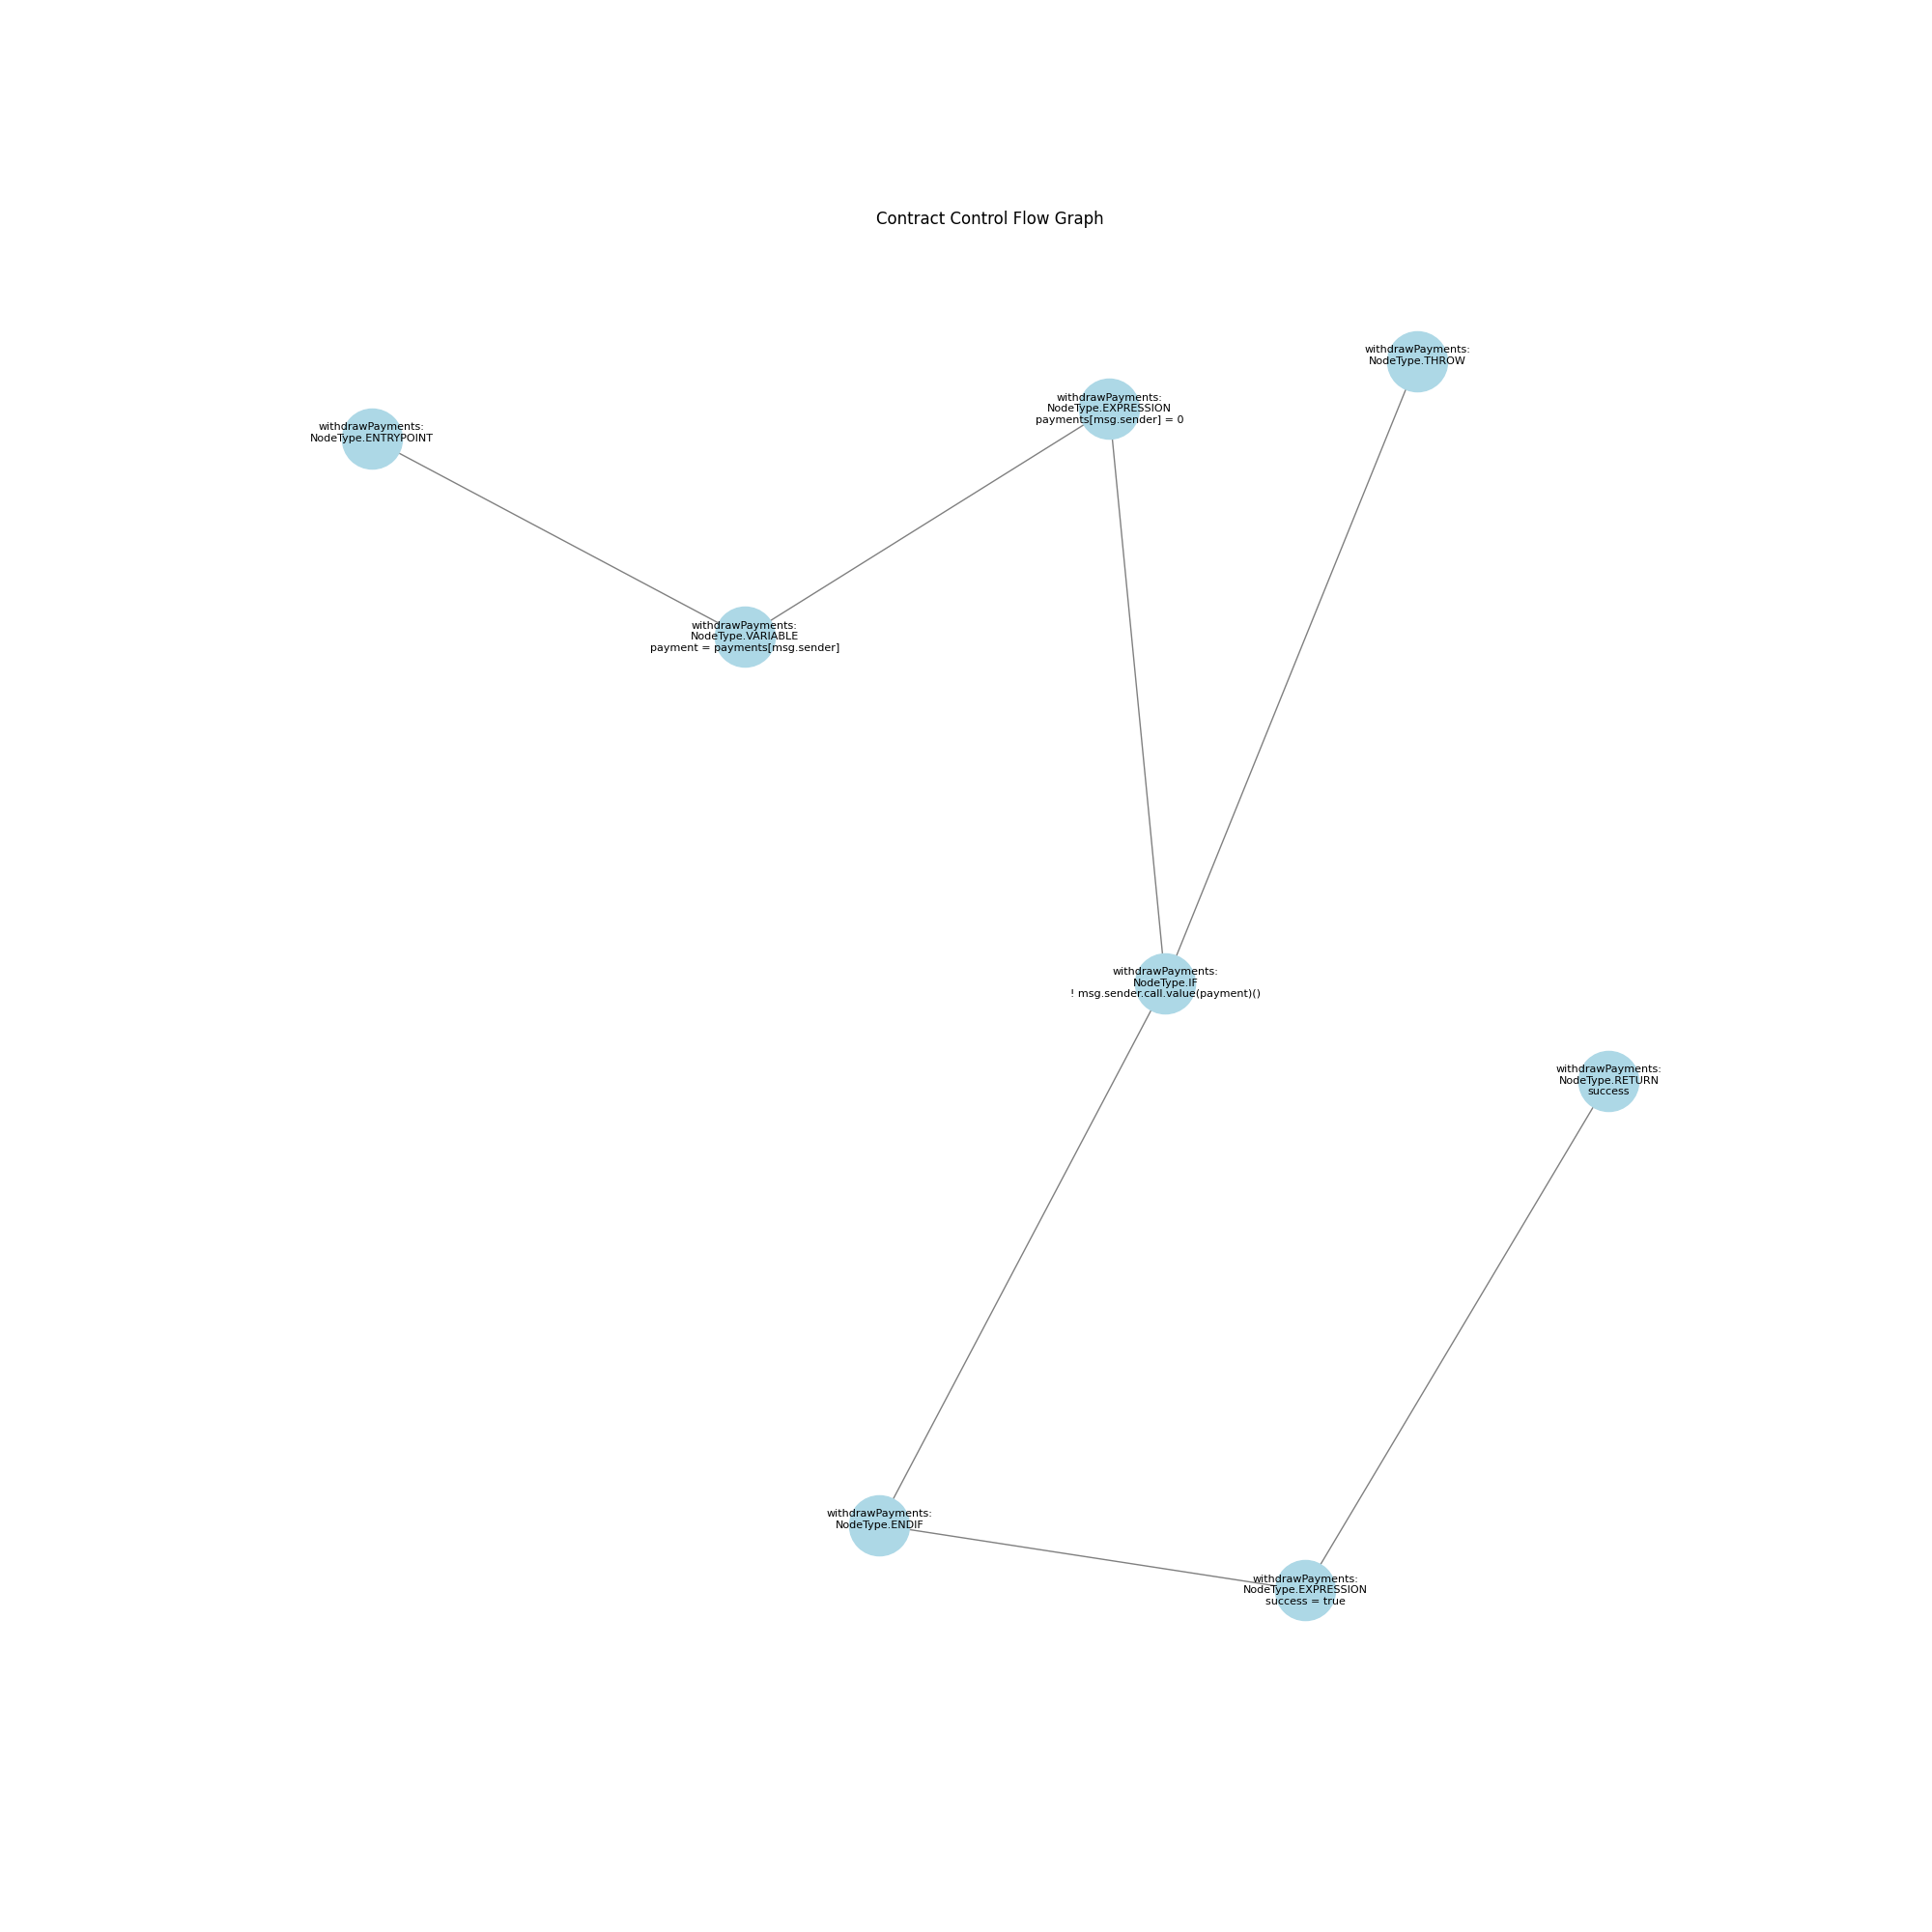 Contract Control Flow Graph
withdrawPayments:
NodeType.THROW
withdrawPayments:
NodeType.EXPRESSION
payments[msg.sender] = 0
withdrawPayments:
NodeType.ENTRYPOINT
withdrawPayments:
NodeType.VARIABLE
payment = payments[msg.sender]
withdrawPayments:
NodeType.IF
! msg.sender.call.value(payment)()
withdrawPayments:
NodeType.RETURN
success
withdrawPayments:
NodeType.ENDIF
withdrawPayments:
NodeType.EXPRESSION
success = true